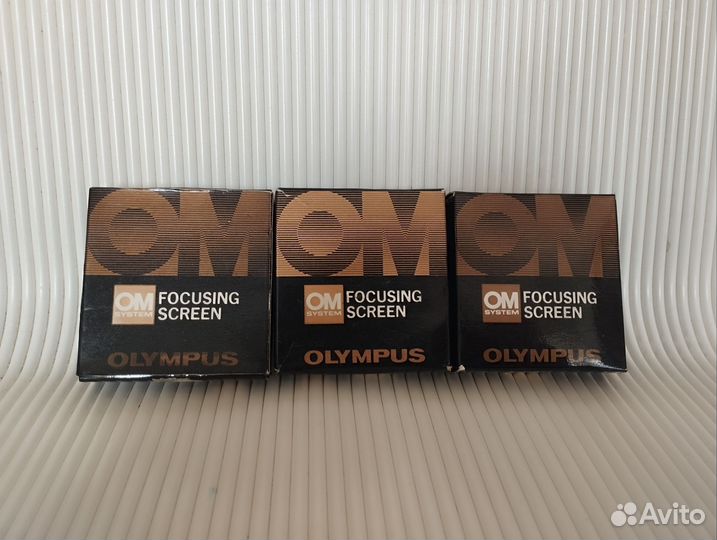 OM
OM SYSTEM
FOCUSING
SCREEN
OLYMPUS
OM
OM SYSTEM
FOCUSING
SCREEN
OLYMPUS
OM
OM SYSTEM
FOCUSING
SCREEN
OLYMPUS
Avito